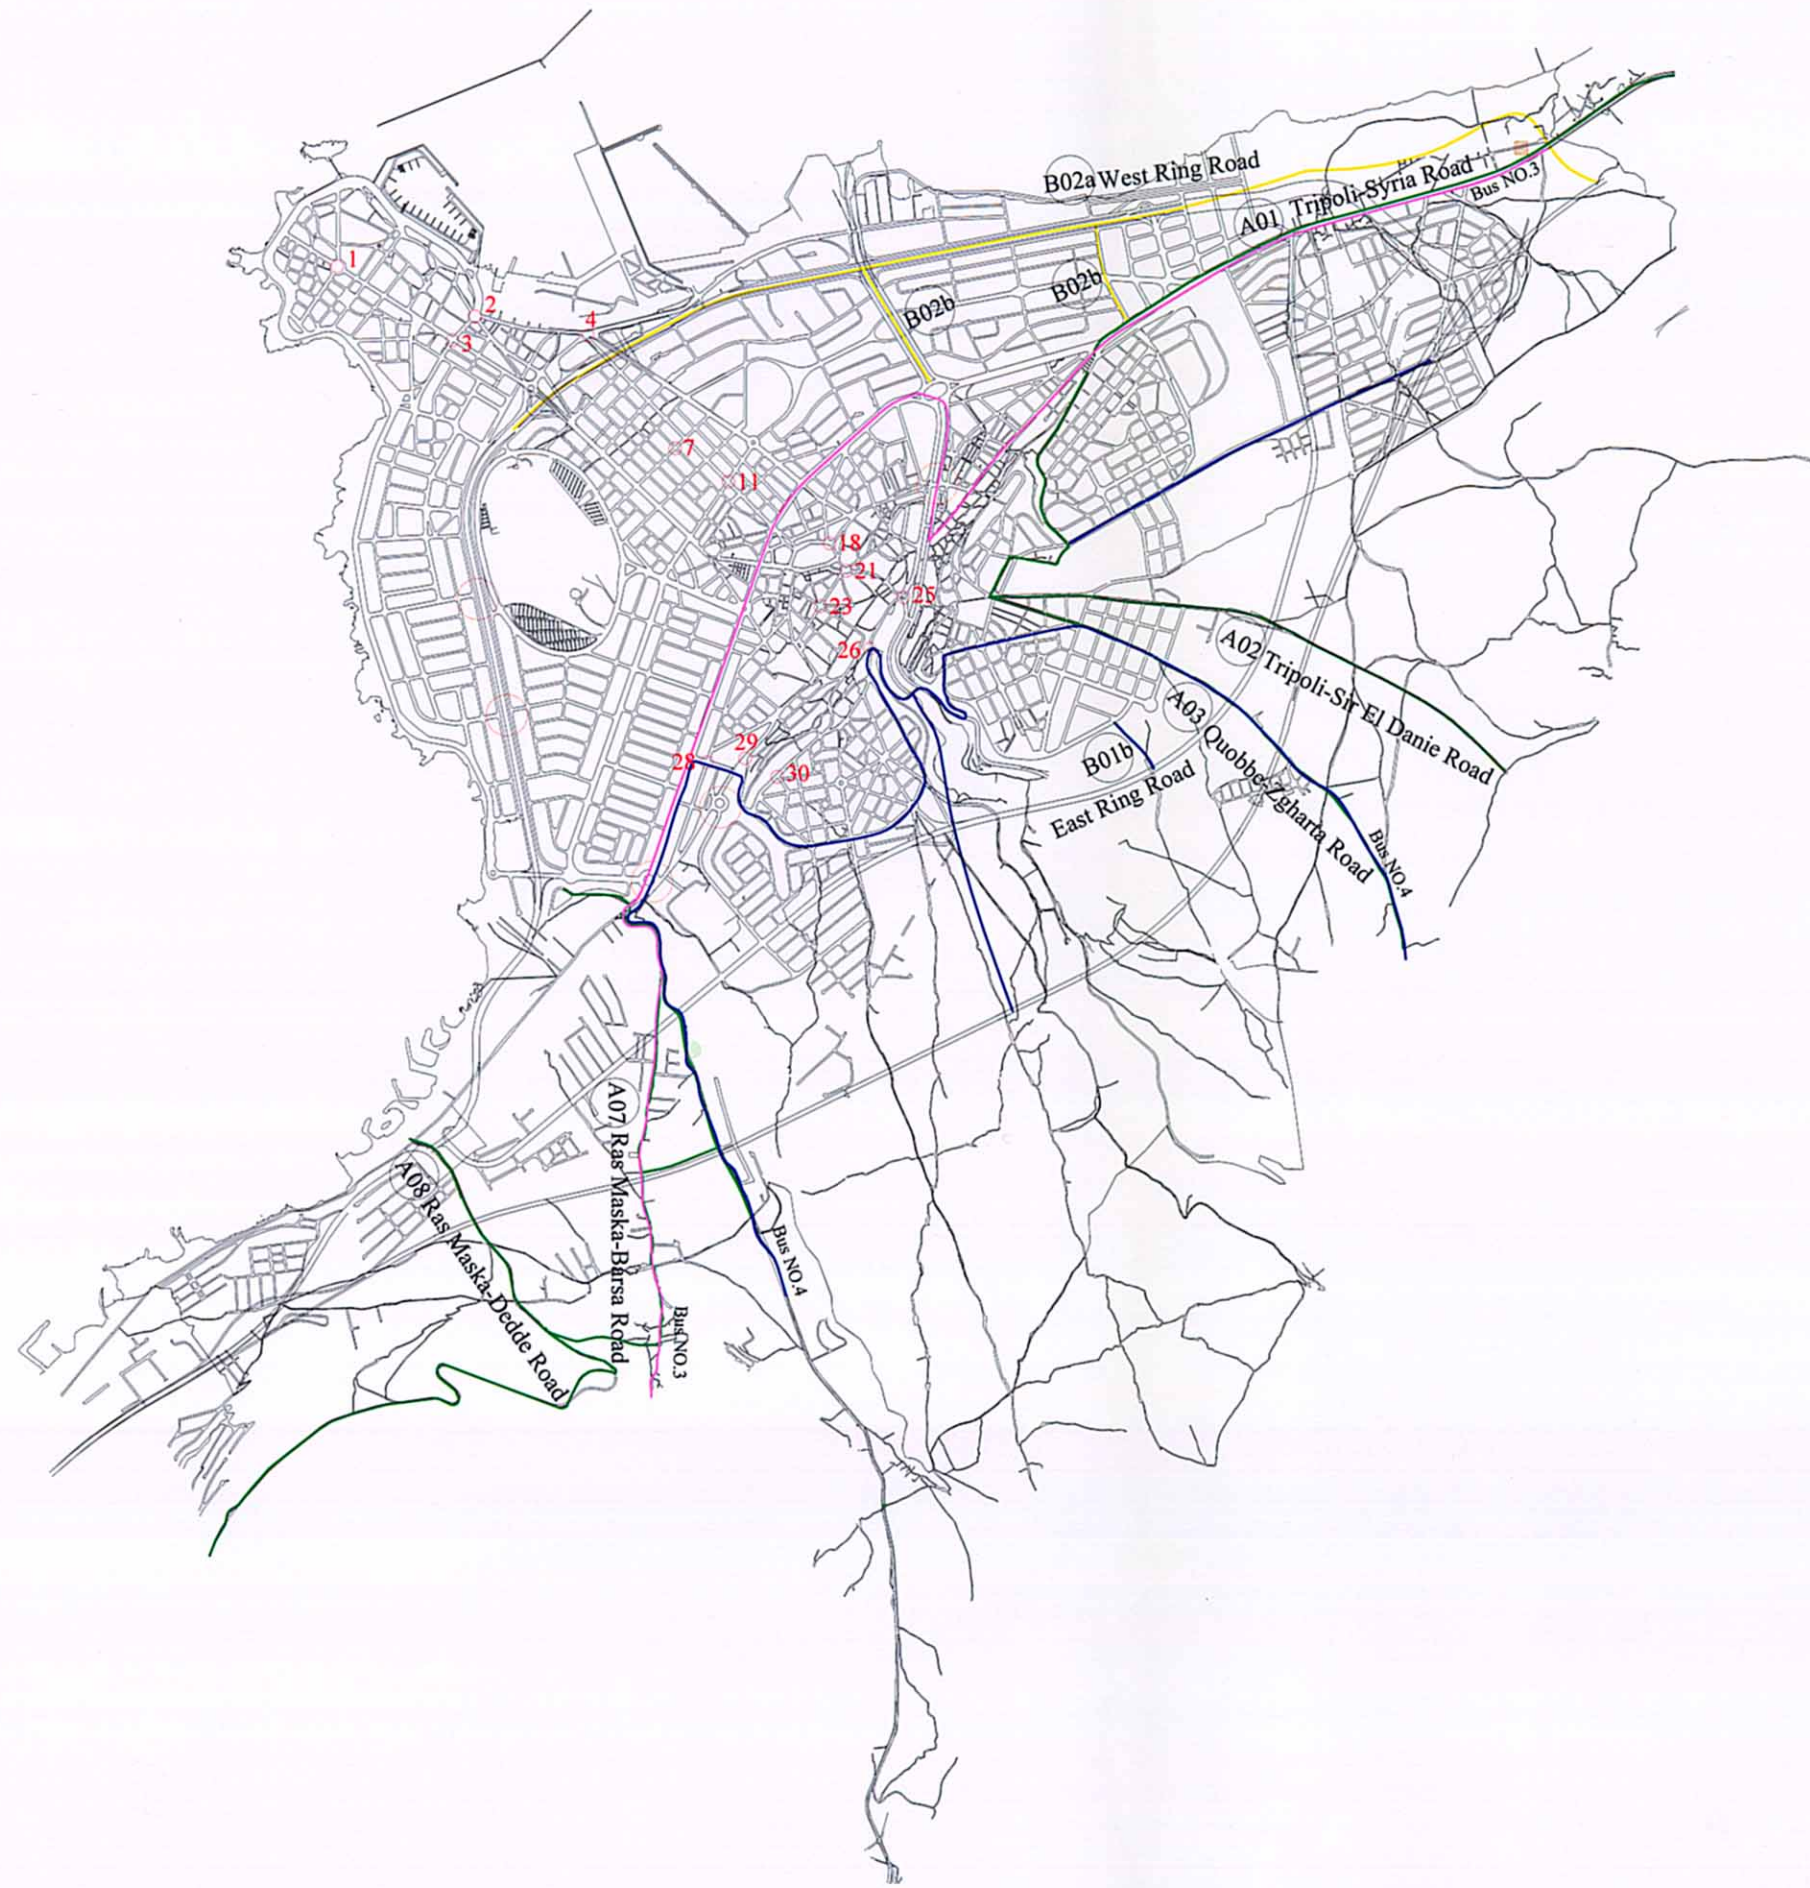 B02a West Ring Road
A01 Tripoli-Syria Road
Bus NO.3
1
2
3
4
B02b
B02b
7
11
18
21
23
25
26
A02 Tripoli-Sir El Danie Road
A03 Quobbe-Zgharta Road
B01b
East Ring Road
Bus NO.4
28
29
30
A07 Ras Maska-Barsa Road
A08 Ras Maska-Dedde Road
Bus NO.4
Bus NO.3